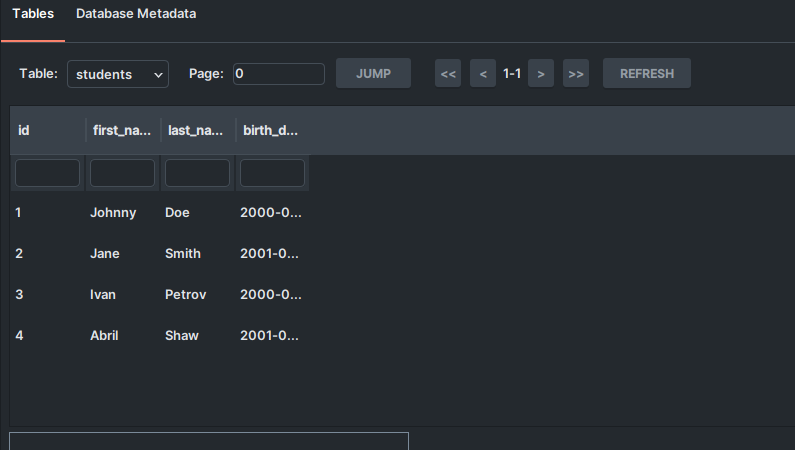 Tables Database Metadata
Table: students Page: 0 JUMP << < 1-1 > >> REFRESH
id first_na... last_na... birth_d...
1 Johnny Doe 2000-0...
2 Jane Smith 2001-0...
3 Ivan Petrov 2000-0...
4 Abril Shaw 2001-0...